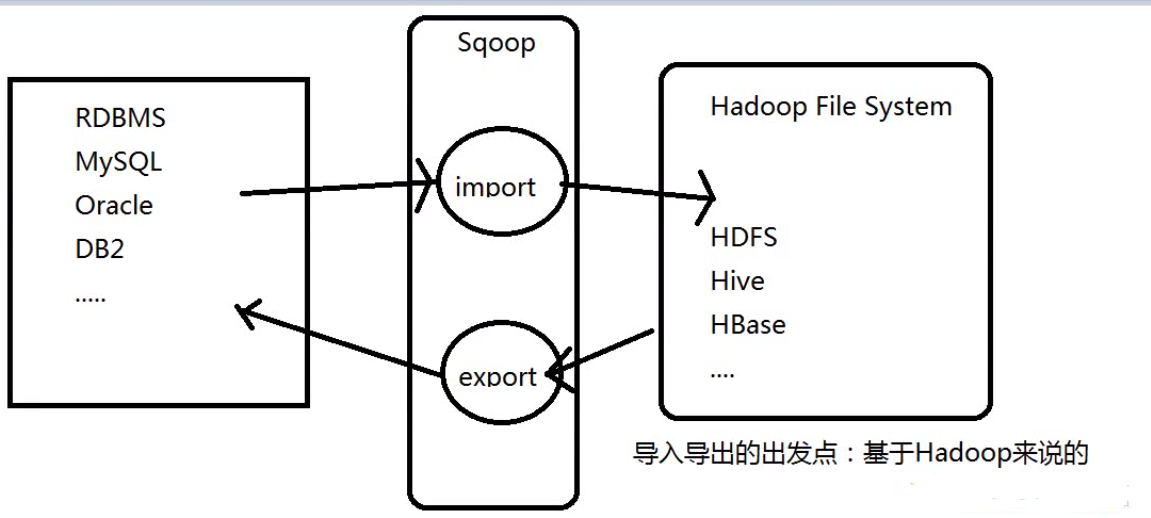 Sqoop
RDBMS
MySQL
Oracle
DB2
.....
import
export
Hadoop File System
HDFS
Hive
HBase
....
导入导出的出发点：基于Hadoop来说的